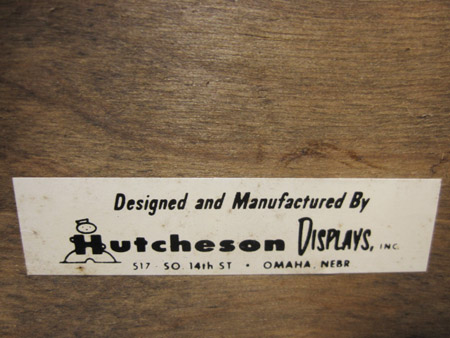 Designed and Manufactured By
Hutcheson DISPLAYS, INC.
517 - SO. 14th ST • OMAHA, NEBR